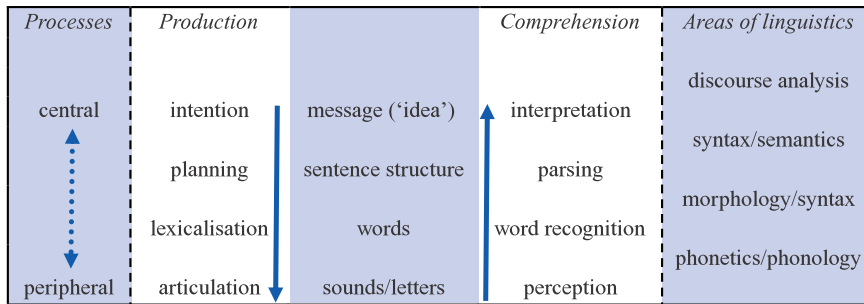 Processes Production Comprehension Areas of linguistics
discourse analysis
central intention message (‘idea’) interpretation
syntax/semantics
planning sentence structure parsing
morphology/syntax
lexicalisation words word recognition
phonetics/phonology
peripheral articulation sounds/letters perception